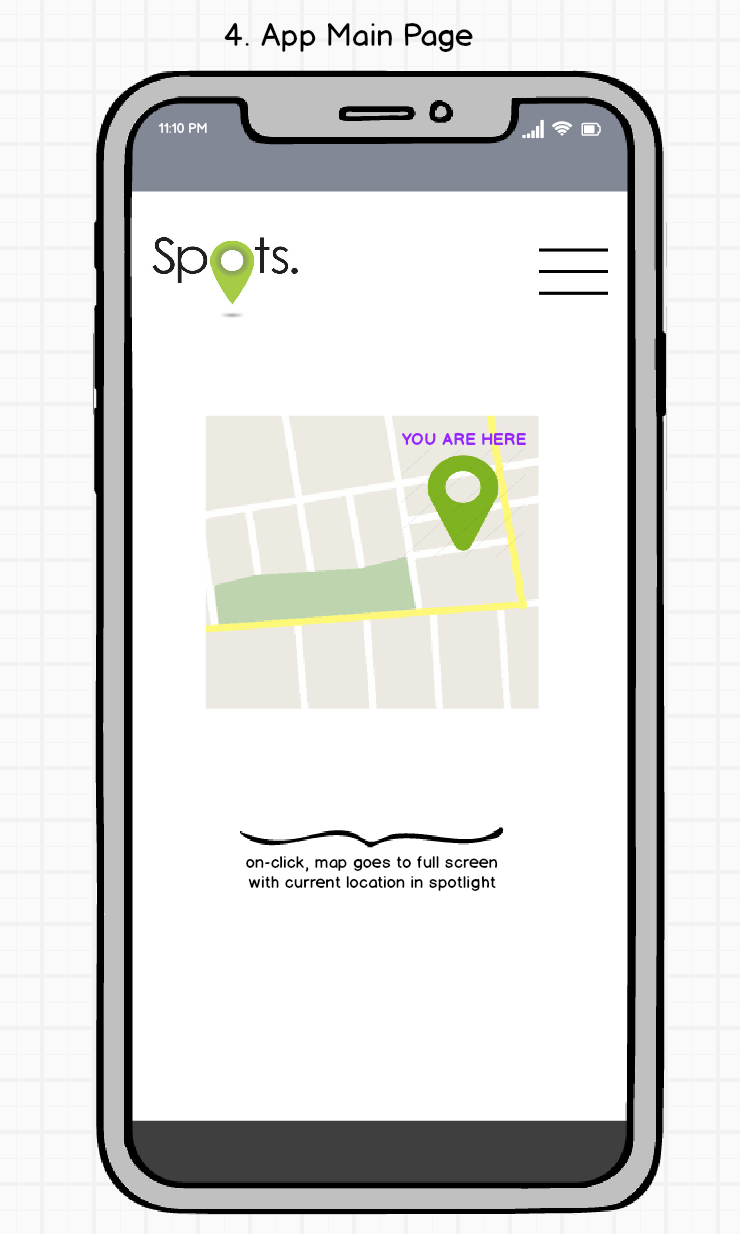 4. App Main Page
11:10 PM
Spots.
YOU ARE HERE
on-click, map goes to full screen
with current location in spotlight